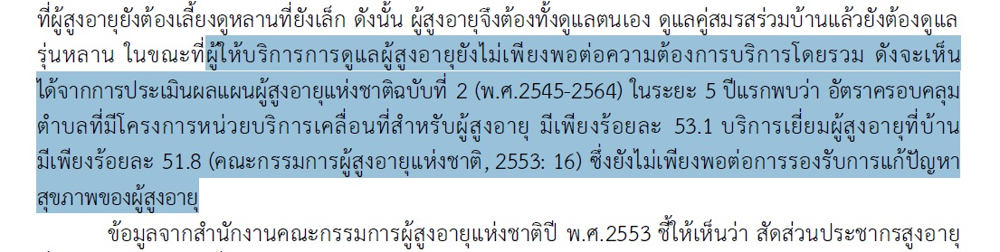 ที่ผู้สูงอายุยังต้องเลี้ยงดูหลานที่ยังเล็ก ดังนั้น ผู้สูงอายุจึงต้องทั้งดูแลตนเอง ดูแลคู่สมรสร่วมบ้านแล้วยังต้องดูแล
รุ่นหลาน ในขณะที่ผู้ให้บริการการดูแลผู้สูงอายุยังไม่เพียงพอต่อความต้องการบริการโดยรวม ดังจะเห็น
ได้จากการประเมินผลแผนผู้สูงอายุแห่งชาติฉบับที่ 2 (พ.ศ.2545-2564) ในระยะ 5 ปีแรกพบว่า อัตราครอบคลุม
ตำบลที่มีโครงการหน่วยบริการเคลื่อนที่สำหรับผู้สูงอายุ มีเพียงร้อยละ 53.1 บริการเยี่ยมผู้สูงอายุที่บ้าน
มีเพียงร้อยละ 51.8 (คณะกรรมการผู้สูงอายุแห่งชาติ, 2553: 16) ซึ่งยังไม่เพียงพอต่อการรองรับการแก้ปัญหา
สุขภาพของผู้สูงอายุ
ข้อมูลจากสำนักงานคณะกรรมการผู้สูงอายุแห่งชาติปี พ.ศ.2553 ชี้ให้เห็นว่า สัดส่วนประชากรสูงอายุ